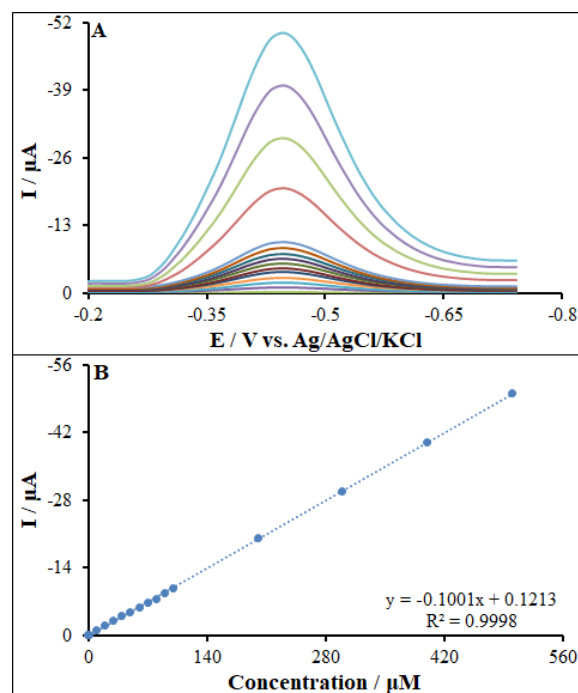 A
-52
-39
-26
-13
0
-0.2 -0.35 -0.5 -0.65 -0.8
I / µA
E / V vs. Ag/AgCl/KCl
B
-56
-42
-28
-14
0
0 140 280 420 560
I / µA
y = -0.1001x + 0.1213
R² = 0.9998
Concentration / µM